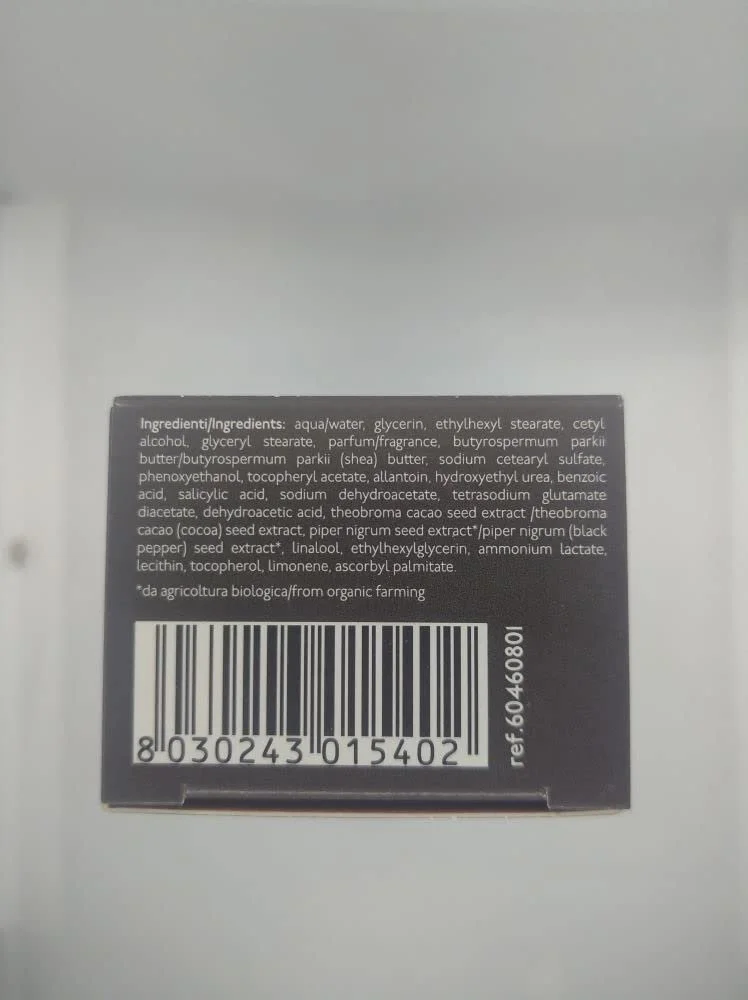 Ingredienti/Ingredients: aqua/water, glycerin, ethylhexyl stearate, cetyl
alcohol, glyceryl stearate, parfum/fragrance, butyrospermum parkii
butter/butyrospermum parkii (shea) butter, sodium cetearyl sulfate,
phenoxyethanol, tocopheryl acetate, allantoin, hydroxyethyl urea, benzoic
acid, salicylic acid, sodium dehydroacetate, tetrasodium glutamate
diacetate, dehydroacetic acid, theobroma cacao seed extract /theobroma
cacao (cocoa) seed extract, piper nigrum seed extract*/piper nigrum (black
pepper) seed extract*, linalool, ethylhexylglycerin, ammonium lactate,
lecithin, tocopherol, limonene, ascorbyl palmitate.
*da agricoltura biologica/from organic farming
8 030243 015402
ref.60460801